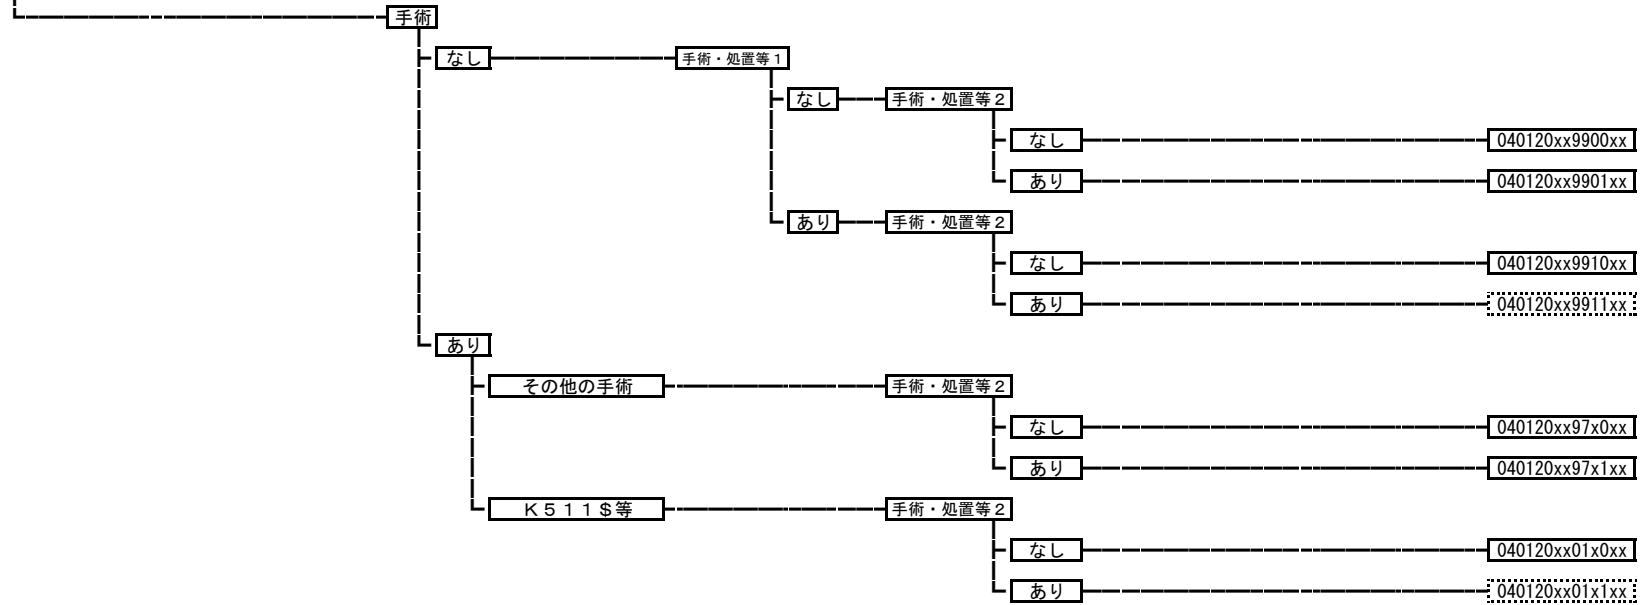 手術
なし 手術・処置等1
なし 手術・処置等2
なし 040120xx9900xx
あり 040120xx9901xx
あり 手術・処置等2
なし 040120xx9910xx
あり 040120xx9911xx
あり
その他の手術 手術・処置等2
なし 040120xx97x0xx
あり 040120xx97x1xx
K511$等 手術・処置等2
なし 040120xx01x0xx
あり 040120xx01x1xx